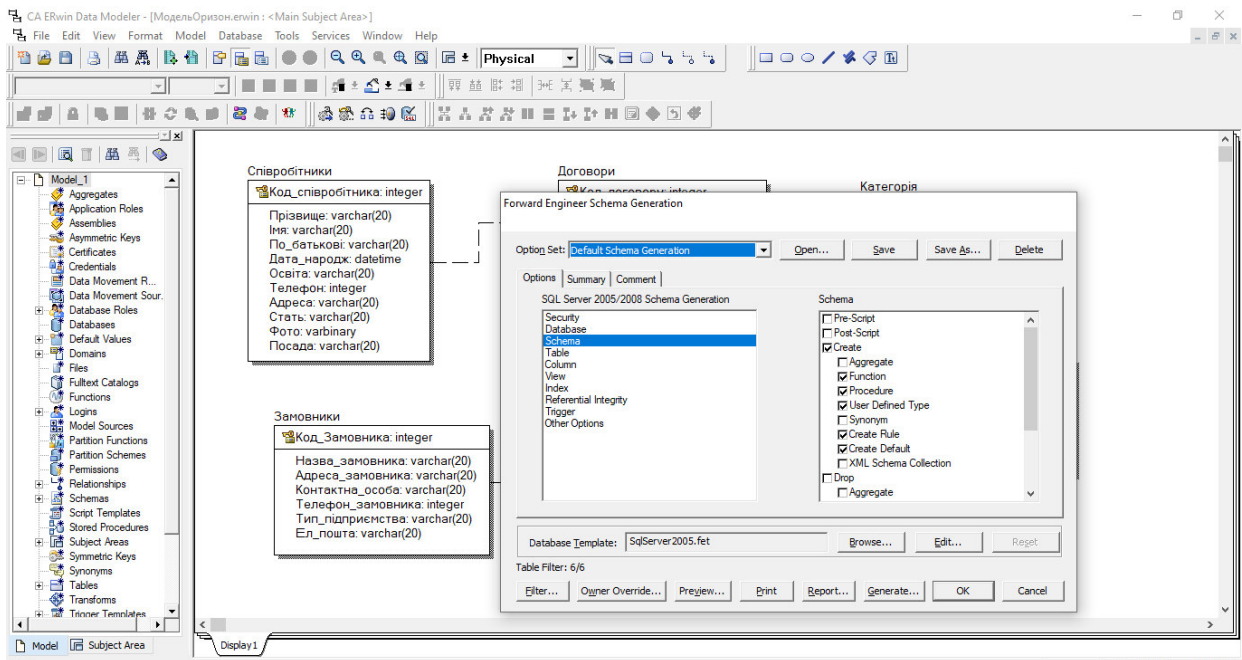 CA ERwin Data Modeler - [МодельОризон.erwin : <Main Subject Area>]
File Edit View Format Model Database Tools Services Window Help
Physical
Model_1
Aggregates
Application Roles
Assemblies
Asymmetric Keys
Certificates
Credentials
Data Movement R...
Data Movement Sour.
Database Roles
Databases
Default Values
Domains
Files
Fulltext Catalogs
Functions
Logins
Model Sources
Partition Functions
Partition Schemes
Permissions
Relationships
Schemas
Script Templates
Stored Procedures
Subject Areas
Symmetric Keys
Synonyms
Tables
Transforms
Trigger Templates
Model Subject Area
Співробітники
Код_співробітника: integer
Прізвище: varchar(20)
Імя: varchar(20)
По_батькові: varchar(20)
Дата_народж: datetime
Освіта: varchar(20)
Телефон: integer
Адреса: varchar(20)
Стать: varchar(20)
Фото: varbinary
Посада: varchar(20)
Замовники
Код_Замовника: integer
Назва_замовника: varchar(20)
Адреса_замовника: varchar(20)
Контактна_особа: varchar(20)
Телефон_замовника: integer
Тип_підприємства: varchar(20)
Ел_пошта: varchar(20)
Договори
Код_договору: integer
Категорія
Forward Engineer Schema Generation
Option Set: Default Schema Generation Open... Save Save As... Delete
Options Summary Comment
SQL Server 2005/2008 Schema Generation
Security
Database
Schema
Table
Column
View
Index
Referential Integrity
Trigger
Other Options
Schema
Pre-Script
Post-Script
Create
Aggregate
Function
Procedure
User Defined Type
Synonym
Create Rule
Create Default
XML Schema Collection
Drop
Aggregate
Database Template: SqlServer2005.fet Browse... Edit... Reset
Table Filter: 6/6
Filter... Owner Override... Preview... Print Report... Generate... OK Cancel
Display1